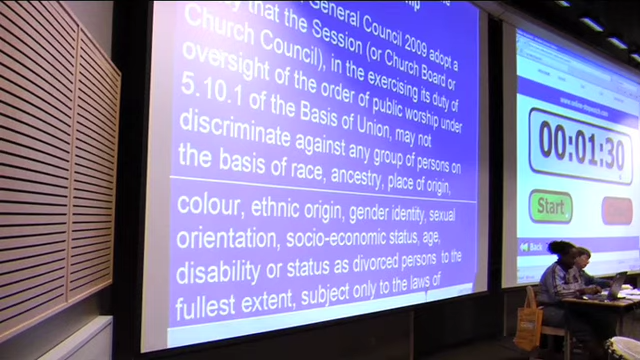 that the Session (or Church Board or
General Council 2009 adopt a
Church Council), in the exercising its duty of
oversight of the order of public worship under
5.10.1 of the Basis of Union, may not
discriminate against any group of persons on
the basis of race, ancestry, place of origin,
colour, ethnic origin, gender identity, sexual
orientation, socio-economic status, age,
disability or status as divorced persons to the
fullest extent, subject only to the laws of
www.online-stopwatch.com
00:01:30
Start
Back